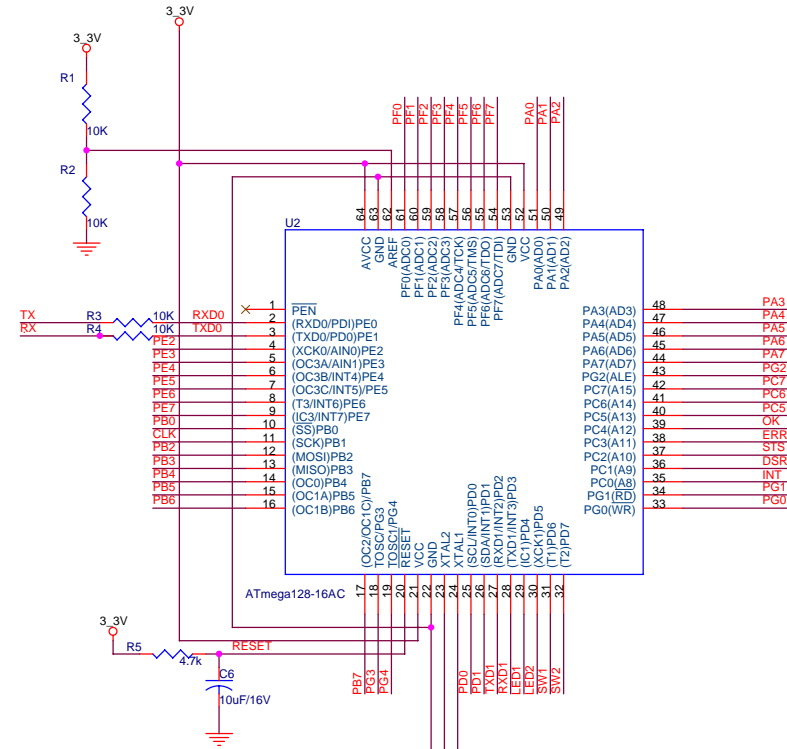 3_3V
3_3V
R1
10K
R2
10K
PF0
PF1
PF2
PF3
PF4
PF5
PF6
PF7
PA0
PA1
PA2
64
63
62
61
60
59
58
57
56
55
54
53
52
51
50
49
U2
AVCC
GND
AREF
PF0(ADC0)
PF1(ADC1)
PF2(ADC2)
PF3(ADC3)
PF4(ADC4/TCK)
PF5(ADC5/TMS)
PF6(ADC6/TDO)
PF7(ADC7/TDI)
GND
VCC
PA0(AD0)
PA1(AD1)
PA2(AD2)
1 PEN
TX R3 10K RXD0 2 (RXD0/PDI)PE0
RX R4 10K TXD0 3 (TXD0/PD0)PE1
PE2 4 (XCK0/AIN0)PE2
PE3 5 (OC3A/AIN1)PE3
PE4 6 (OC3B/INT4)PE4
PE5 7 (OC3C/INT5)/PE5
PE6 8 (T3/INT6)PE6
PE7 9 (IC3/INT7)PE7
PB0 10 (SS)PB0
CLK 11 (SCK)PB1
PB2 12 (MOSI)PB2
PB3 13 (MISO)PB3
PB4 14 (OC0)PB4
PB5 15 (OC1A)PB5
PB6 16 (OC1B)PB6
PA3(AD3) 48 PA3
PA4(AD4) 47 PA4
PA5(AD5) 46 PA5
PA6(AD6) 45 PA6
PA7(AD7) 44 PA7
PG2(ALE) 43 PG2
PC7(A15) 42 PC7
PC6(A14) 41 PC6
PC5(A13) 40 PC5
PC4(A12) 39 OK
PC3(A11) 38 ERR
PC2(A10) 37 STS
PC1(A9) 36 DSR
PC0(A8) 35 INT
PG1(RD) 34 PG1
PG0(WR) 33 PG0
(OC2/OC1C)/PB7
TOSC/PG3
TOSC1/PG4
RESET
VCC
GND
XTAL2
XTAL1
(SCL/INT0)PD0
(SDA/INT1)PD1
(RXD1/INT2)PD2
(TXD1/INT3)PD3
(IC1)PD4
(XCK1)PD5
(T1)PD6
(T2)PD7
ATmega128-16AC
17
18
19
20
21
22
23
24
25
26
27
28
29
30
31
32
3_3V
R5
4.7k
RESET
C6
10uF/16V
PB7
PG3
PG4
PD0
PD1
TXD1
RXD1
LED1
LED2
SW1
SW2